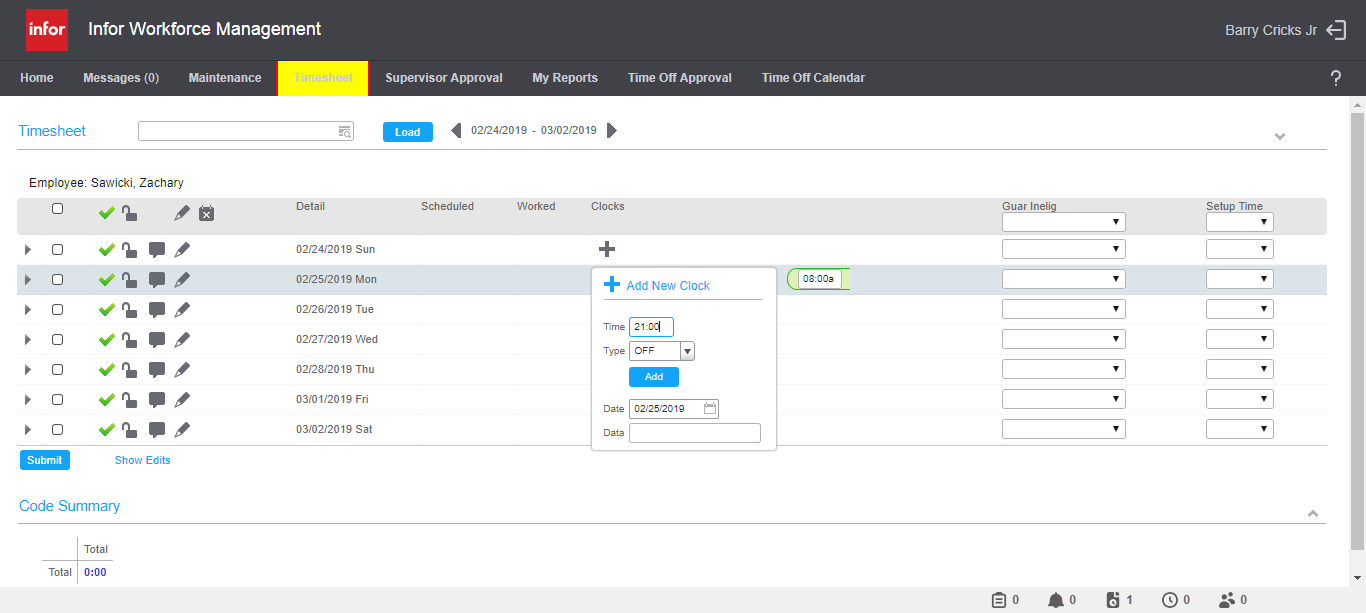 infor Infor Workforce Management Barry Cricks Jr
Home Messages (0) Maintenance Timesheet Supervisor Approval My Reports Time Off Approval Time Off Calendar ?
Timesheet Load 02/24/2019 - 03/02/2019
Employee: Sawicki, Zachary
Detail Scheduled Worked Clocks Guar Inelig Setup Time
02/24/2019 Sun
02/25/2019 Mon 08:00a
Add New Clock
02/26/2019 Tue
Time 21:00
02/27/2019 Wed
Type OFF
02/28/2019 Thu
Add
03/01/2019 Fri
Date 02/25/2019
03/02/2019 Sat
Data
Submit Show Edits
Code Summary
Total
Total 0:00
0 0 1 0 0